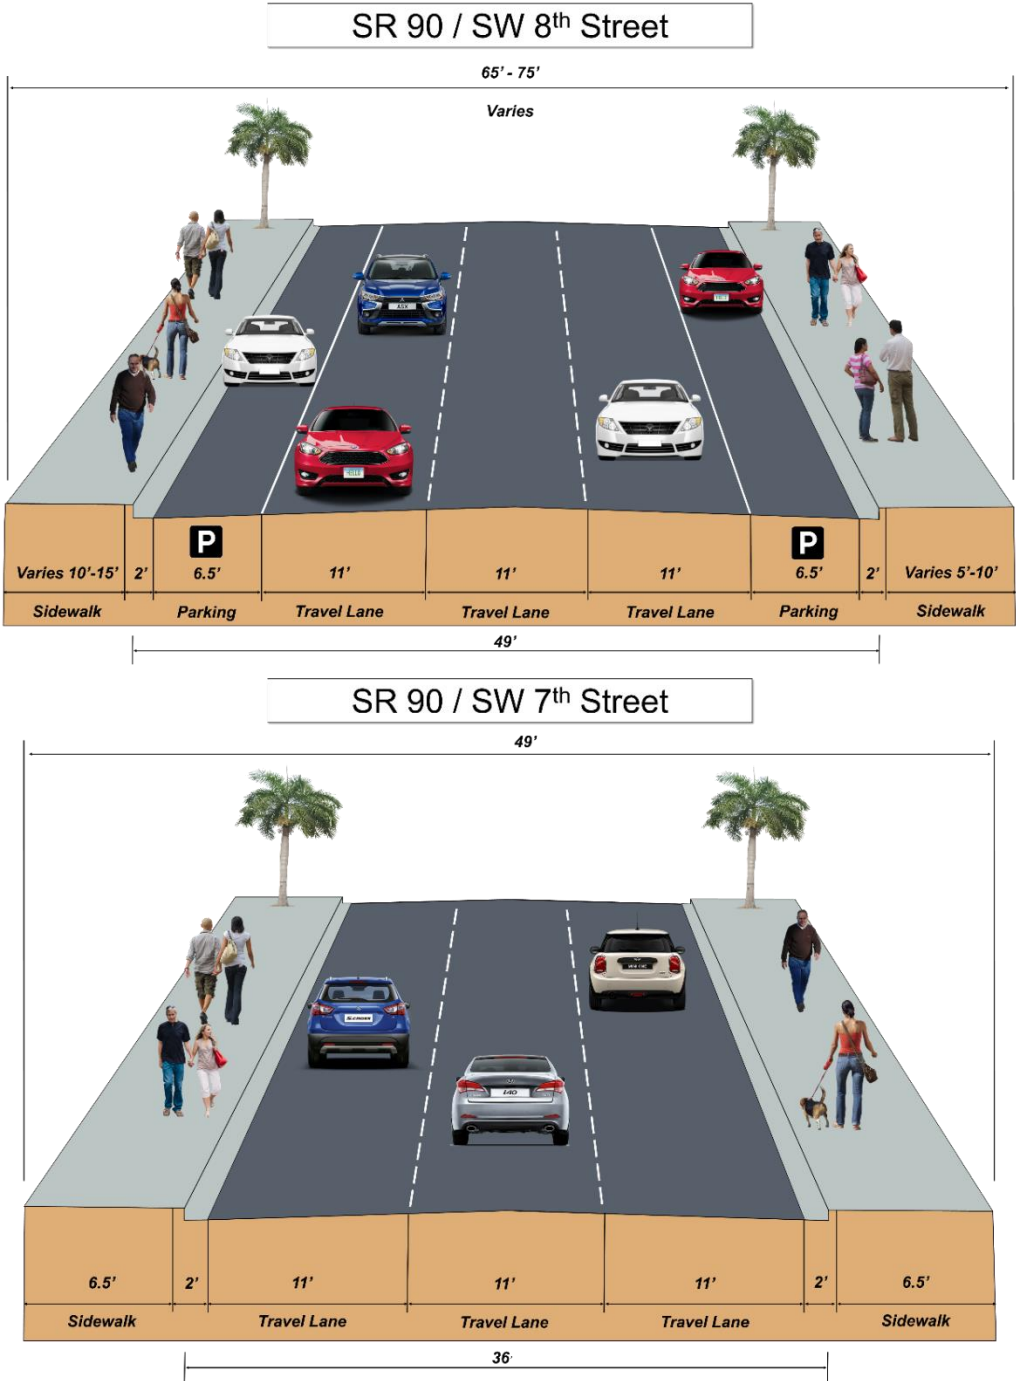 SR 90 / SW 8th Street
65' - 75'
Varies
P P
Varies 10'-15' 2' 6.5' 11' 11' 11' 6.5' 2' Varies 5'-10'
Sidewalk Parking Travel Lane Travel Lane Travel Lane Parking Sidewalk
49'
SR 90 / SW 7th Street
49'
i40
6.5' 2' 11' 11' 11' 2' 6.5'
Sidewalk Travel Lane Travel Lane Travel Lane Sidewalk
36'